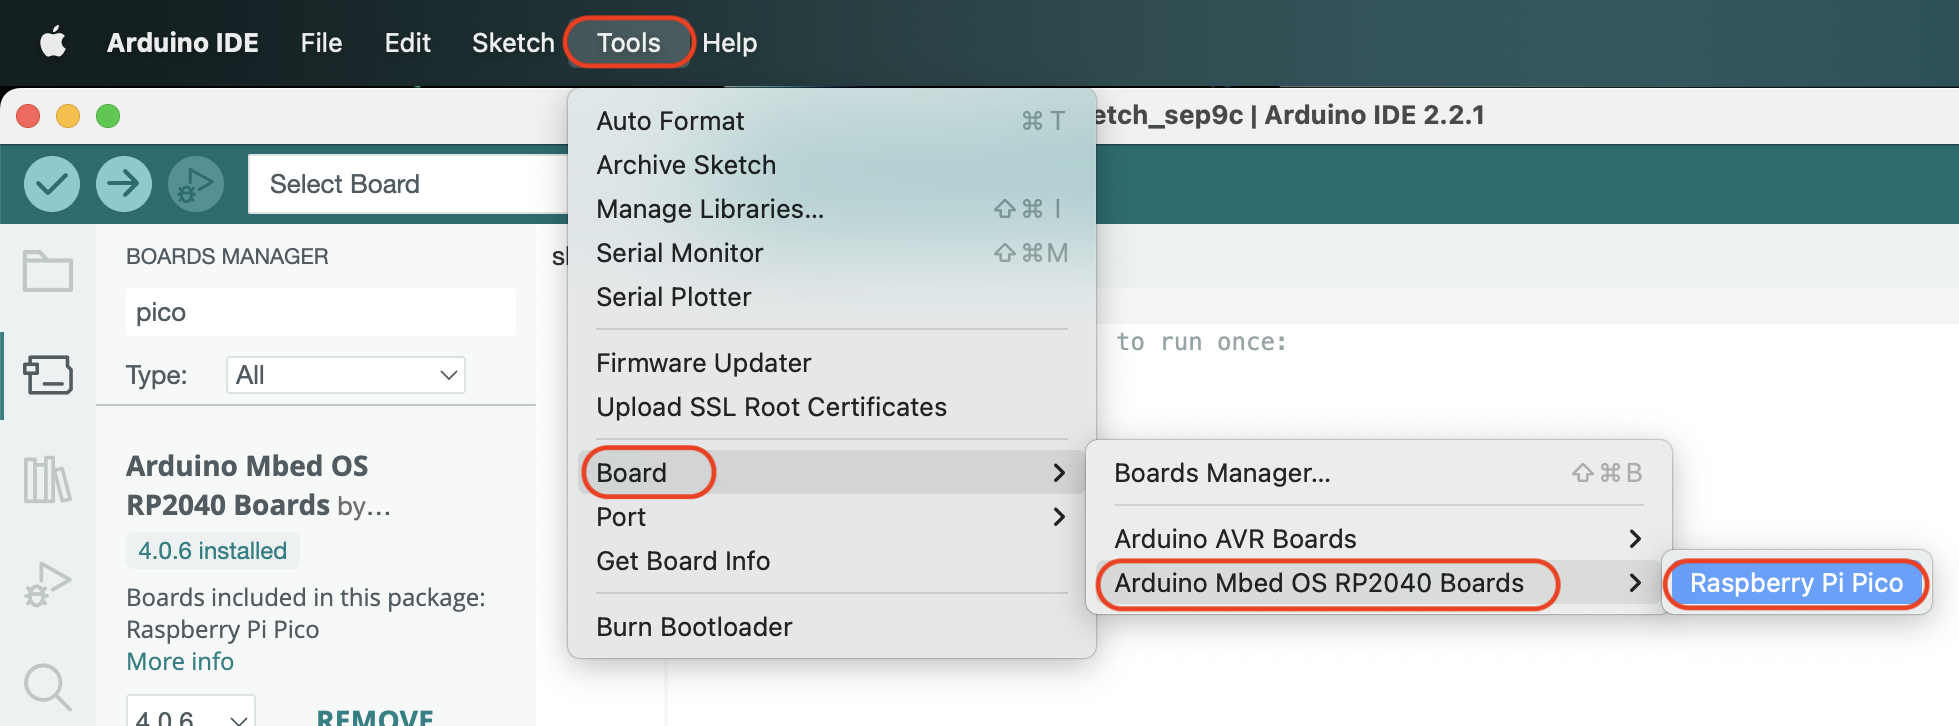 Arduino IDE File Edit Sketch Tools Help
etch_sep9c | Arduino IDE 2.2.1
Select Board
BOARDS MANAGER
pico
Type: All
Arduino Mbed OS
RP2040 Boards by...
4.0.6 installed
Boards included in this package:
Raspberry Pi Pico
More info
4.0.6 REMOVE
Auto Format ⌘ T
Archive Sketch
Manage Libraries... ⇧ ⌘ I
Serial Monitor ⇧ ⌘ M
Serial Plotter
Firmware Updater
Upload SSL Root Certificates
Board
Port
Get Board Info
Burn Bootloader
to run once:
Boards Manager... ⇧ ⌘ B
Arduino AVR Boards
Arduino Mbed OS RP2040 Boards
Raspberry Pi Pico